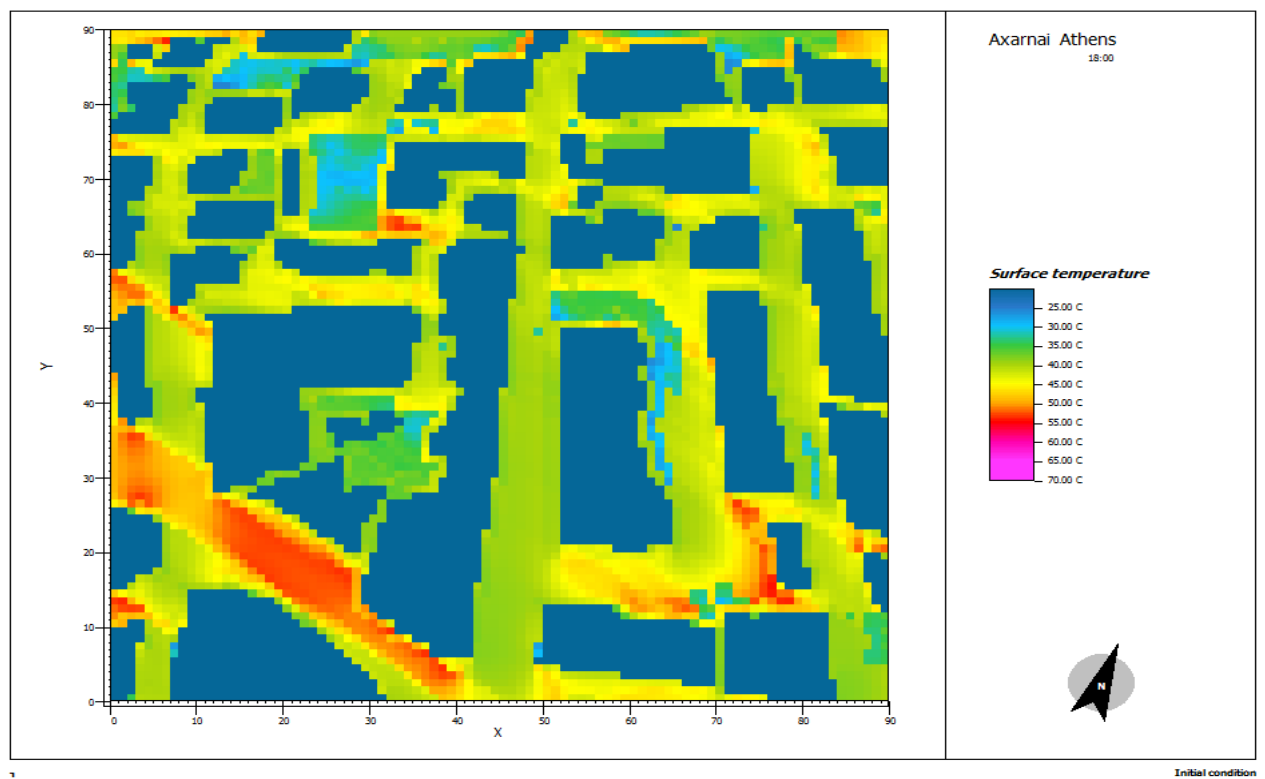 Axarnai Athens
18:00
90
80
70
60
50
40
30
20
10
0
Y
0 10 20 30 40 50 60 70 80 90
X
Surface temperature
25.00 C
30.00 C
35.00 C
40.00 C
45.00 C
50.00 C
55.00 C
60.00 C
65.00 C
70.00 C
N
Initial condition